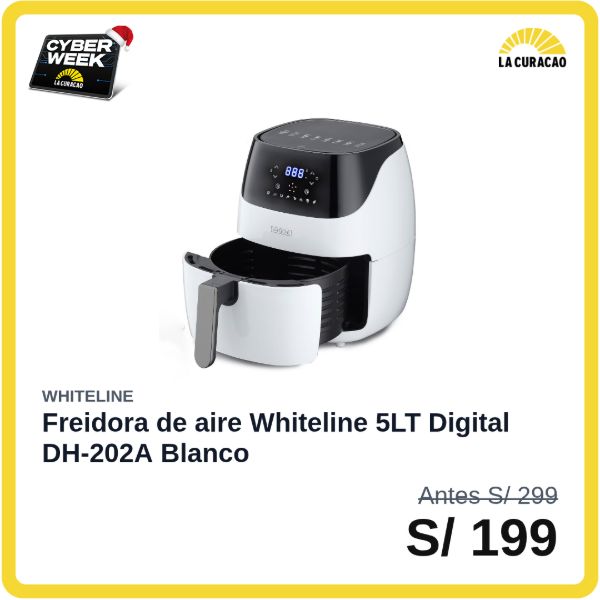 CYBER
WEEK
LA CURACAO
LA CURACAO
888
WHITELINE
Freidora de aire Whiteline 5LT Digital
DH-202A Blanco
Antes S/ 299
S/ 199